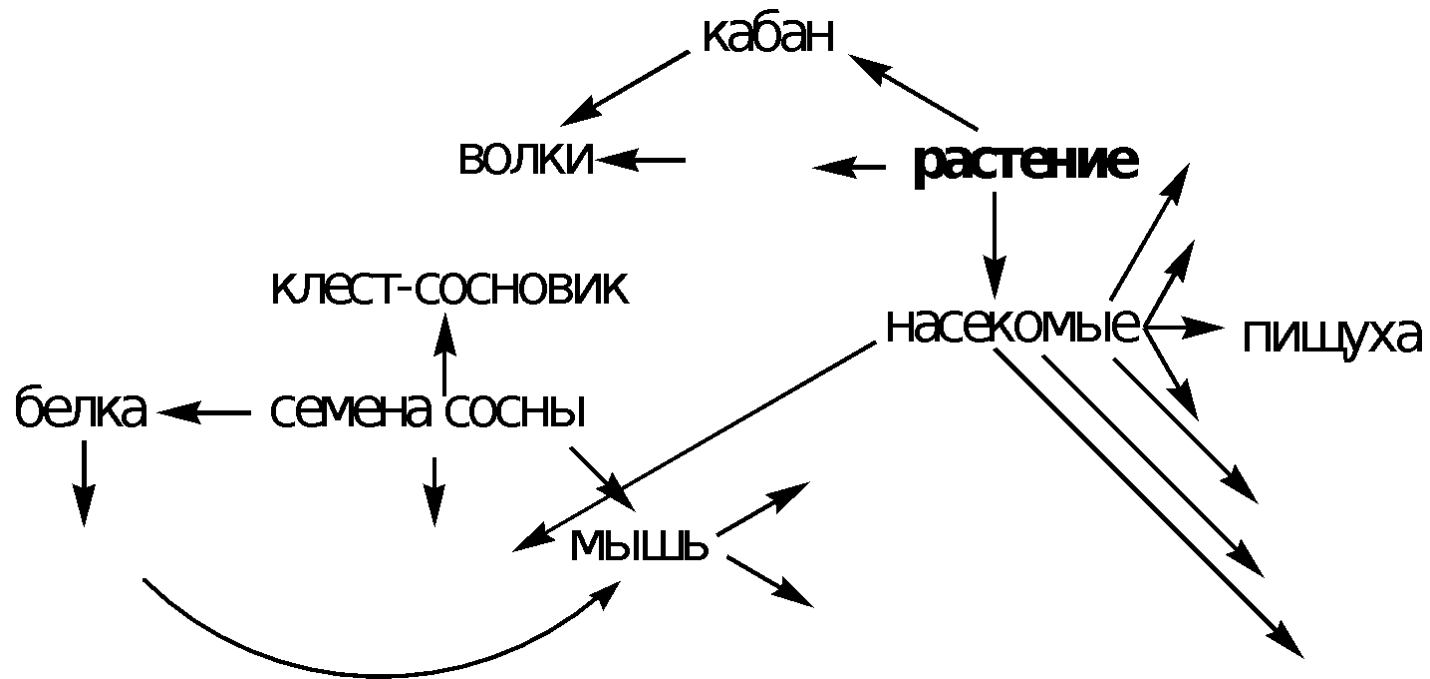 кабан
волки
растение
клест-сосновик
насекомые
пищуха
белка
семена сосны
мышь